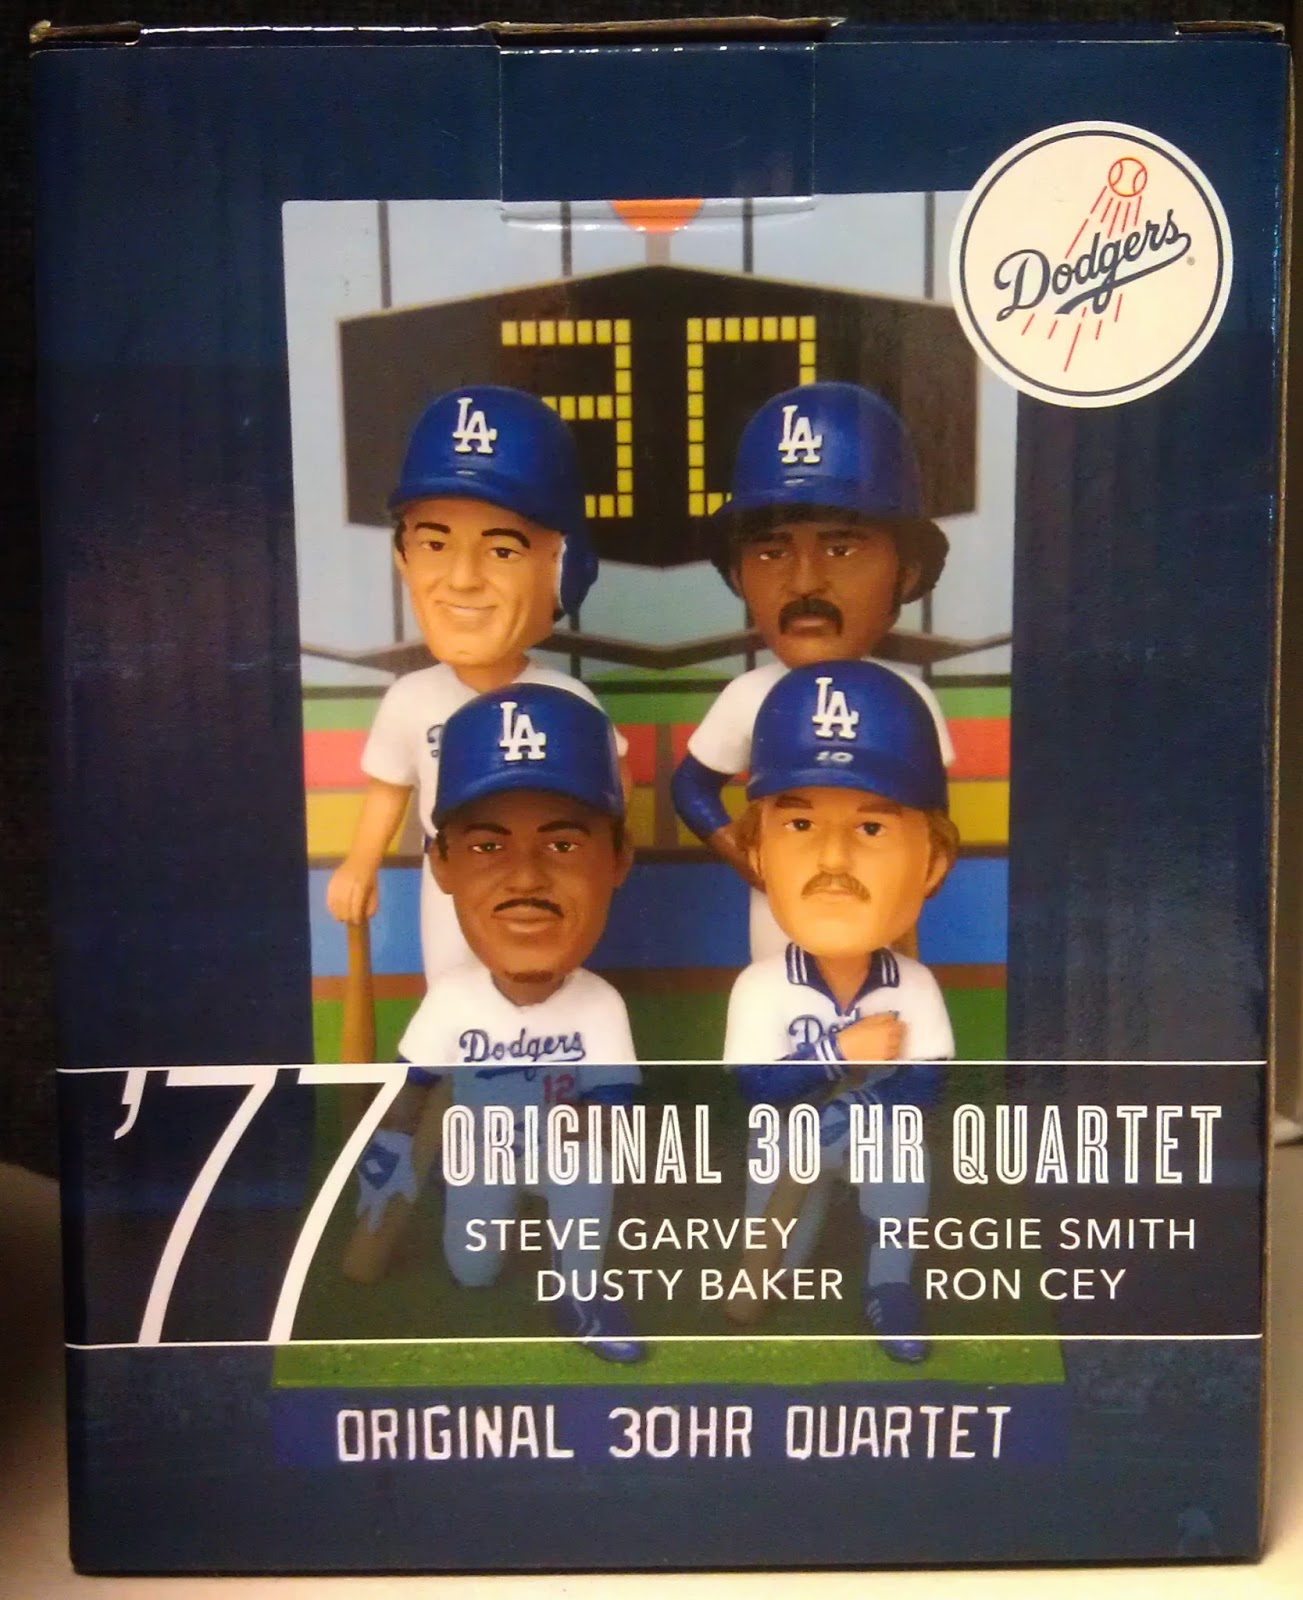 Dodgers
30
LA
LA
LA
LA
10
Dodgers
12
'77
ORIGINAL 30 HR QUARTET
STEVE GARVEY REGGIE SMITH
DUSTY BAKER RON CEY
ORIGINAL 30HR QUARTET